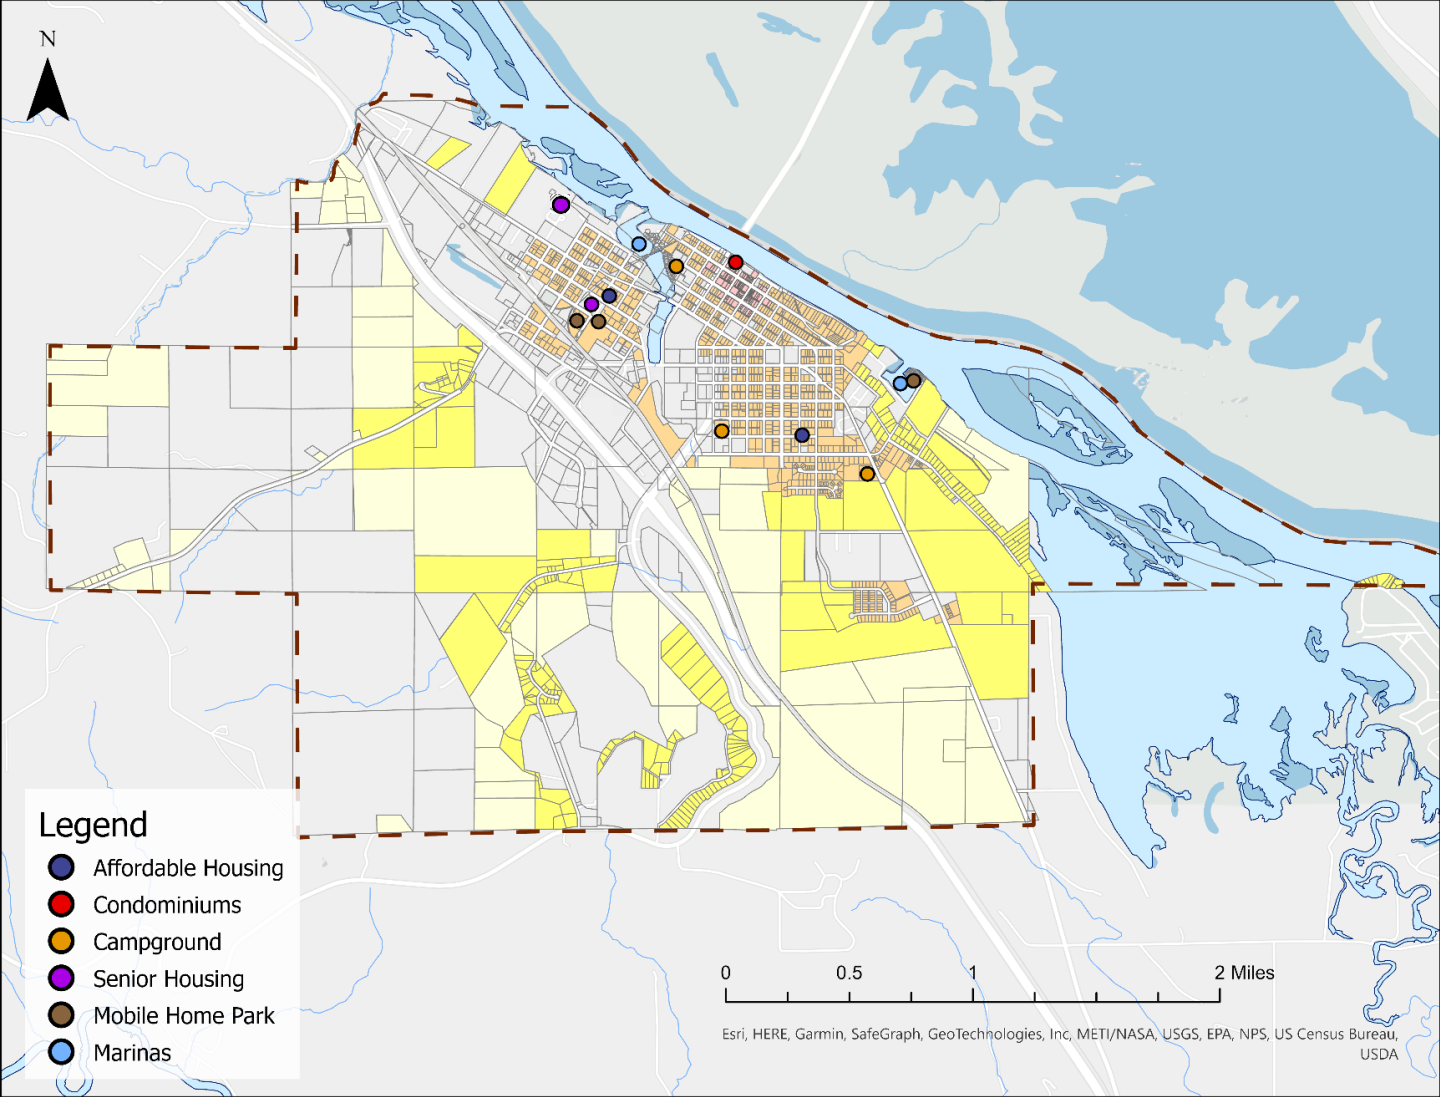 N
Legend
Affordable Housing
Condominiums
Campground
Senior Housing
Mobile Home Park
Marinas
0 0.5 1 2 Miles
Esri, HERE, Garmin, SafeGraph, GeoTechnologies, Inc, METI/NASA, USGS, EPA, NPS, US Census Bureau,
USDA